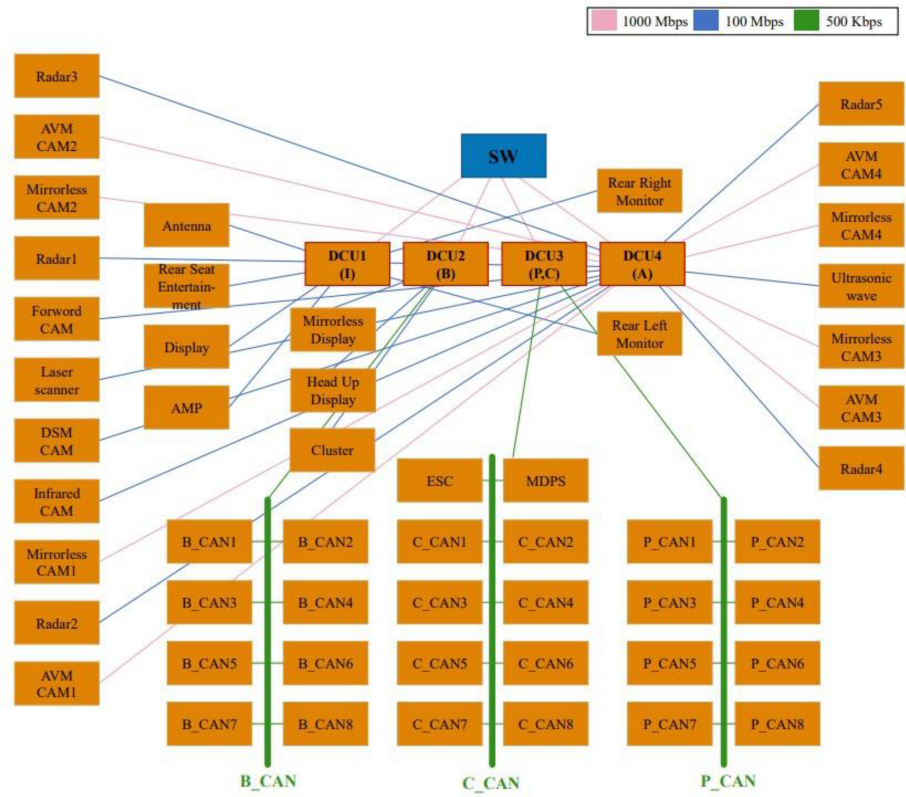 1000 Mbps
100 Mbps
500 Kbps
Radar3
AVM
CAM2
Mirrorless
CAM2
Radar1
Forword
CAM
Laser
scanner
DSM
CAM
Infrared
CAM
Mirrorless
CAM1
Radar2
AVM
CAM1
Antenna
Rear Seat
Entertain-
ment
Display
AMP
SW
DCU1
(I)
DCU2
(B)
DCU3
(P,C)
DCU4
(A)
Mirrorless
Display
Head Up
Display
Cluster
Rear Right
Monitor
Rear Left
Monitor
Radar5
AVM
CAM4
Mirrorless
CAM4
Ultrasonic
wave
Mirrorless
CAM3
AVM
CAM3
Radar4
B_CAN1
B_CAN2
B_CAN3
B_CAN4
B_CAN5
B_CAN6
B_CAN7
B_CAN8
B_CAN
ESC
MDPS
C_CAN1
C_CAN2
C_CAN3
C_CAN4
C_CAN5
C_CAN6
C_CAN7
C_CAN8
C_CAN
P_CAN1
P_CAN2
P_CAN3
P_CAN4
P_CAN5
P_CAN6
P_CAN7
P_CAN8
P_CAN